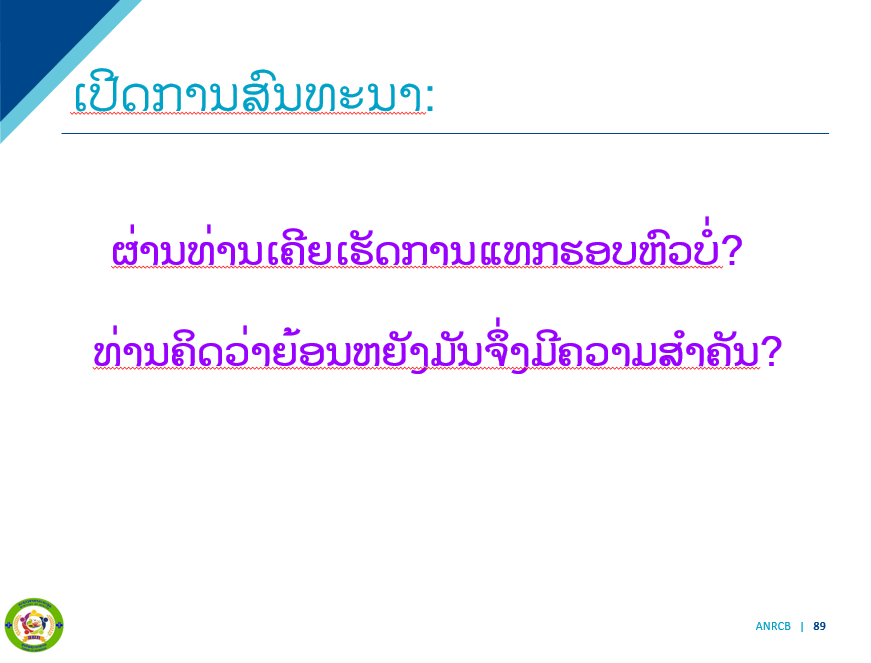 ເປີດການສົນທະນາ:
ຜ່ານທ່ານເຄີຍເຮັດການແທກຮອບຫົວບໍ່?
ທ່ານຄິດວ່າຍ້ອນຫຍັງມັນຈຶ່ງມີຄວາມສຳຄັນ?
ANRCB | 89